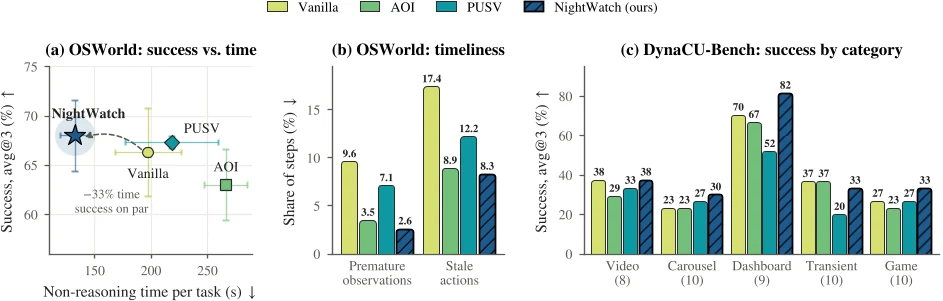 Vanilla AOI PUSV NightWatch (ours)
(a) OSWorld: success vs. time
Success, avg@3 (%) ↑
75
70
65
60
NightWatch
PUSV
Vanilla
AOI
−33% time
success on par
150 200 250
Non-reasoning time per task (s) ↓
(b) OSWorld: timeliness
Share of steps (%) ↓
15
10
5
0
9.6 3.5 7.1 2.6
17.4 8.9 12.2 8.3
Premature
observations
Stale
actions
(c) DynaCU-Bench: success by category
Success, avg@3 (%) ↑
80
60
40
20
0
38 29 33 38
23 23 27 30
70 67 52 82
37 37 20 33
27 23 27 33
Video
(8)
Carousel
(10)
Dashboard
(9)
Transient
(10)
Game
(10)